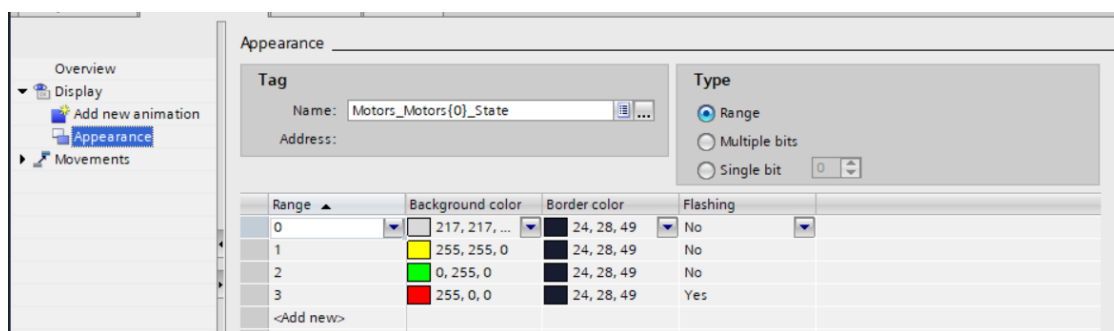 Appearance
Overview
Display
Add new animation
Appearance
Movements
Tag
Name: Motors_Motors{0}_State ...
Address:
Type
Range
Multiple bits
Single bit 0
Range Background color Border color Flashing
0 217, 217, ... 24, 28, 49 No
1 255, 255, 0 24, 28, 49 No
2 0, 255, 0 24, 28, 49 No
3 255, 0, 0 24, 28, 49 Yes
<Add new>